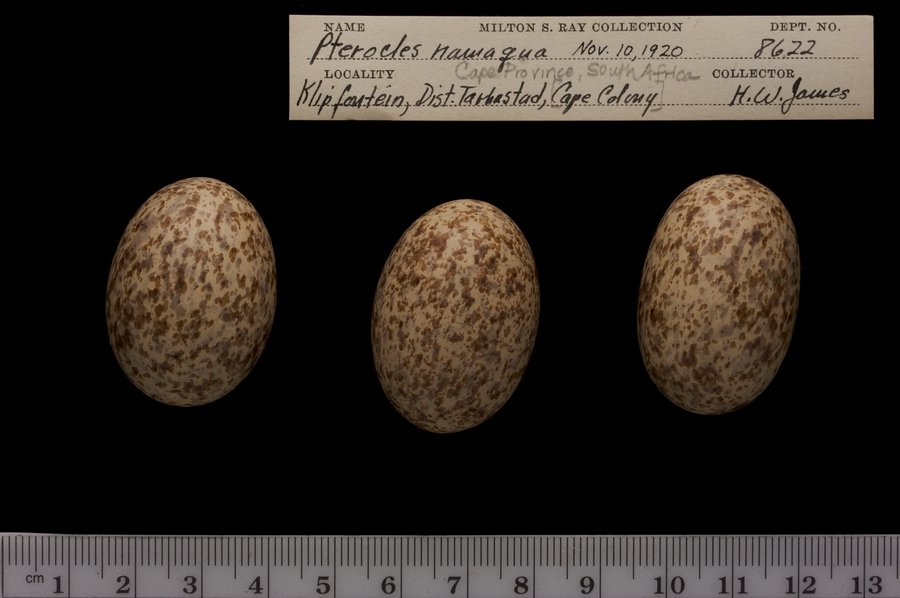 NAME MILTON S. RAY COLLECTION DEPT. NO.
Pterocles namaqua Nov. 10, 1920 8622
LOCALITY Cape Province, South Africa COLLECTOR
Klipfontein, Dist. Tarkastad, [Cape Colony] H.W. James
cm 1 2 3 4 5 6 7 8 9 10 11 12 13